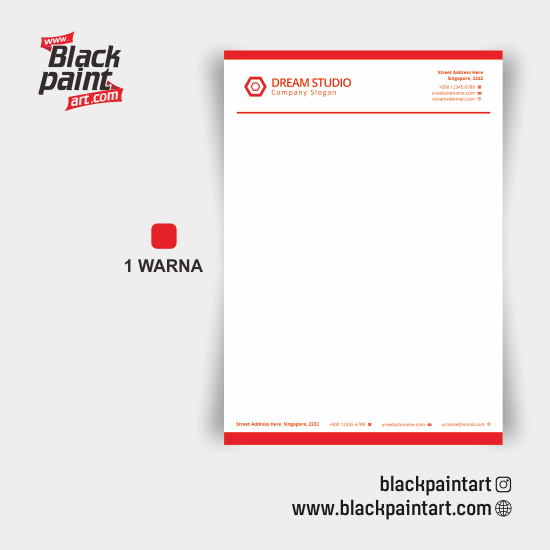 www.
Black
paint
art.com
DREAM STUDIO
Company Slogan
Street Address Here
Singapore, 2222
+000 12345 6789
urwebsitename.com
urname@email.com
1 WARNA
Street Address Here. Singapore, 2222 +000 12345 6789 urwebsitename.com urname@email.com
blackpaintart
www.blackpaintart.com